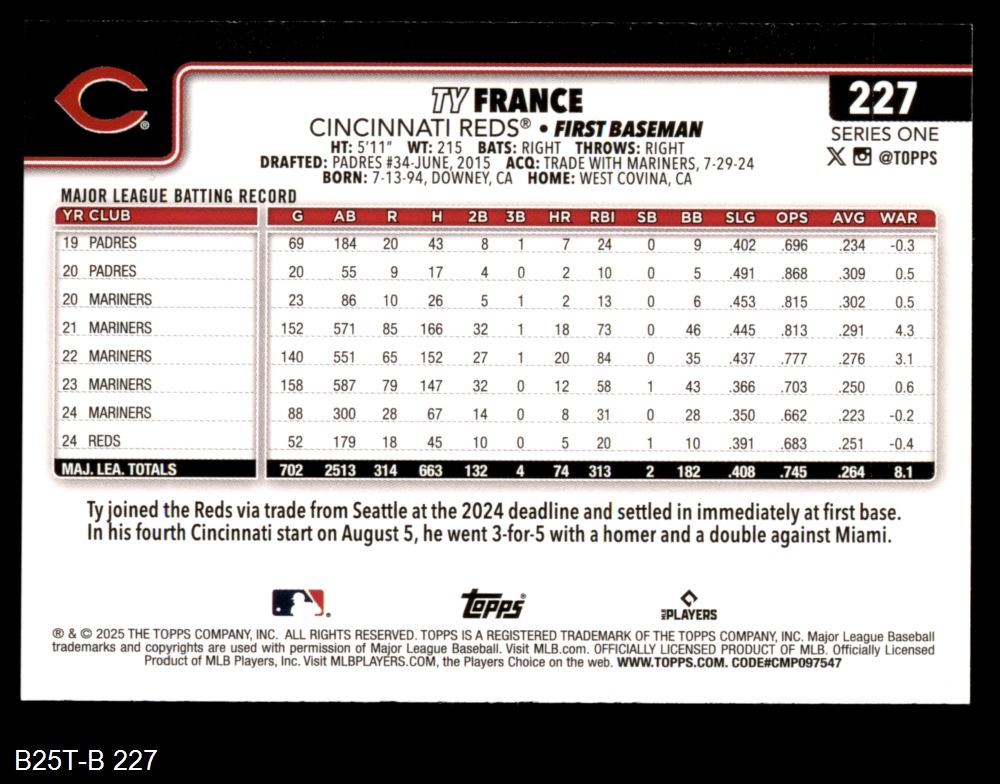 TY FRANCE
227
CINCINNATI REDS® • FIRST BASEMAN
SERIES ONE
@TOPPS
HT: 5'11" WT: 215 BATS: RIGHT THROWS: RIGHT
DRAFTED: PADRES #34-JUNE, 2015 ACQ: TRADE WITH MARINERS, 7-29-24
BORN: 7-13-94, DOWNEY, CA HOME: WEST COVINA, CA
MAJOR LEAGUE BATTING RECORD
YR CLUB G AB R H 2B 3B HR RBI SB BB SLG OPS AVG WAR
19 PADRES 69 184 20 43 8 1 7 24 0 9 .402 .696 .234 -0.3
20 PADRES 20 55 9 17 4 0 2 10 0 5 .491 .868 .309 0.5
20 MARINERS 23 86 10 26 5 1 2 13 0 6 .453 .815 .302 0.5
21 MARINERS 152 571 85 166 32 1 18 73 0 46 .445 .813 .291 4.3
22 MARINERS 140 551 65 152 27 1 20 84 0 35 .437 .777 .276 3.1
23 MARINERS 158 587 79 147 32 0 12 58 1 43 .366 .703 .250 0.6
24 MARINERS 88 300 28 67 14 0 8 31 0 28 .350 .662 .223 -0.2
24 REDS 52 179 18 45 10 0 5 20 1 10 .391 .683 .251 -0.4
MAJ. LEA. TOTALS 702 2513 314 663 132 4 74 313 2 182 .408 .745 .264 8.1
Ty joined the Reds via trade from Seattle at the 2024 deadline and settled in immediately at first base.
In his fourth Cincinnati start on August 5, he went 3-for-5 with a homer and a double against Miami.
Topps®
MLB PLAYERS
® & © 2025 THE TOPPS COMPANY, INC. ALL RIGHTS RESERVED. TOPPS IS A REGISTERED TRADEMARK OF THE TOPPS COMPANY, INC. Major League Baseball
trademarks and copyrights are used with permission of Major League Baseball. Visit MLB.com. OFFICIALLY LICENSED PRODUCT OF MLB. Officially Licensed
Product of MLB Players, Inc. Visit MLBPLAYERS.COM, the Players Choice on the web. WWW.TOPPS.COM. CODE#CMP097547
B25T-B 227